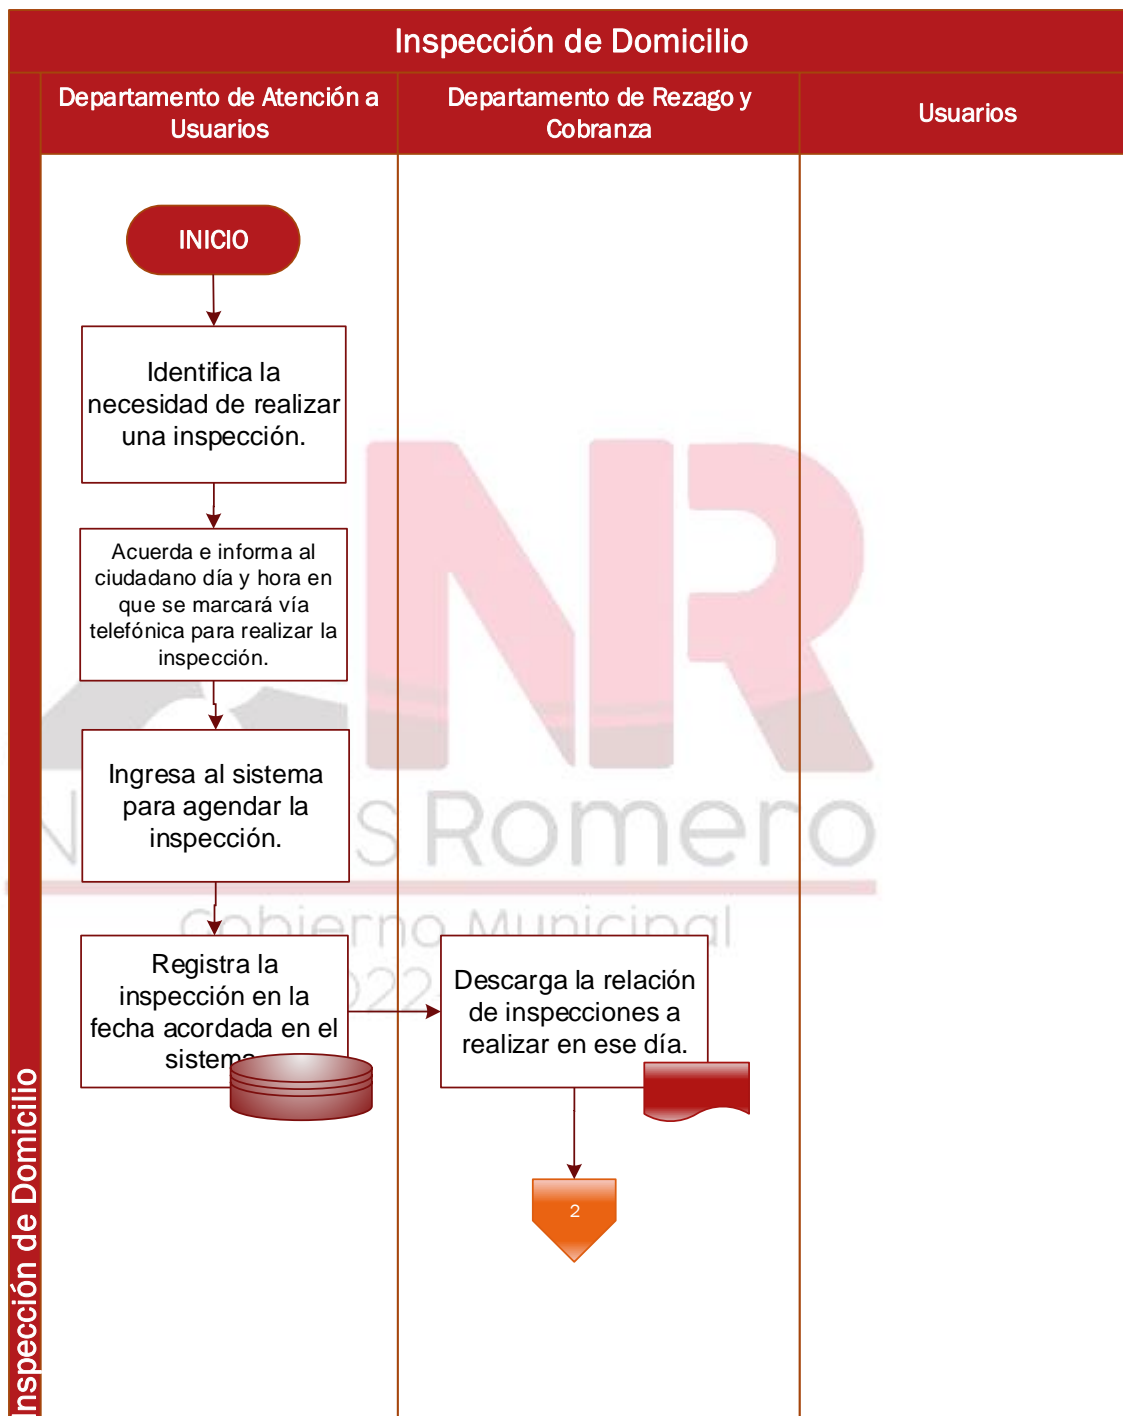 Inspección de Domicilio
Departamento de Atención a
Usuarios
Departamento de Rezago y
Cobranza
Usuarios
INICIO
Identifica la
necesidad de realizar
una inspección.
Acuerda e informa al
ciudadano día y hora en
que se marcará vía
telefónica para realizar la
inspección.
Ingresa al sistema
para agendar la
inspección.
Registra la
inspección en la
fecha acordada en el
sistema
Descarga la relación
de inspecciones a
realizar en ese día.
2
Inspección de Domicilio
NR
Romero
Gobierno Municipal